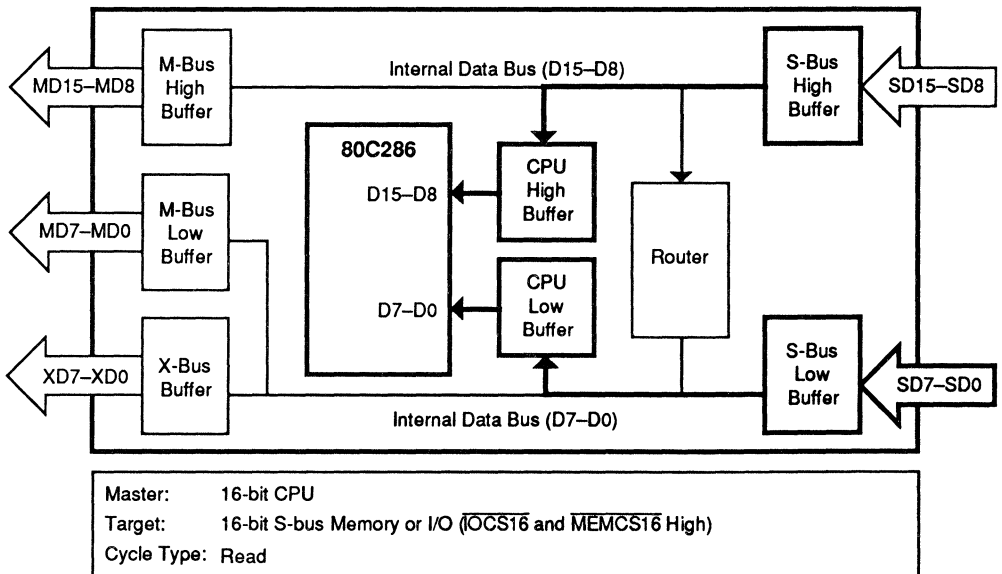 MD15–MD8
M-Bus
High
Buffer
Internal Data Bus (D15–D8)
S-Bus
High
Buffer
SD15–SD8
80C286
D15–D8
CPU
High
Buffer
MD7–MD0
M-Bus
Low
Buffer
Router
D7–D0
CPU
Low
Buffer
XD7–XD0
X-Bus
Buffer
S-Bus
Low
Buffer
SD7–SD0
Internal Data Bus (D7–D0)
Master: 16-bit CPU
Target: 16-bit S-bus Memory or I/O (IOCS16 and MEMCS16 High)
Cycle Type: Read